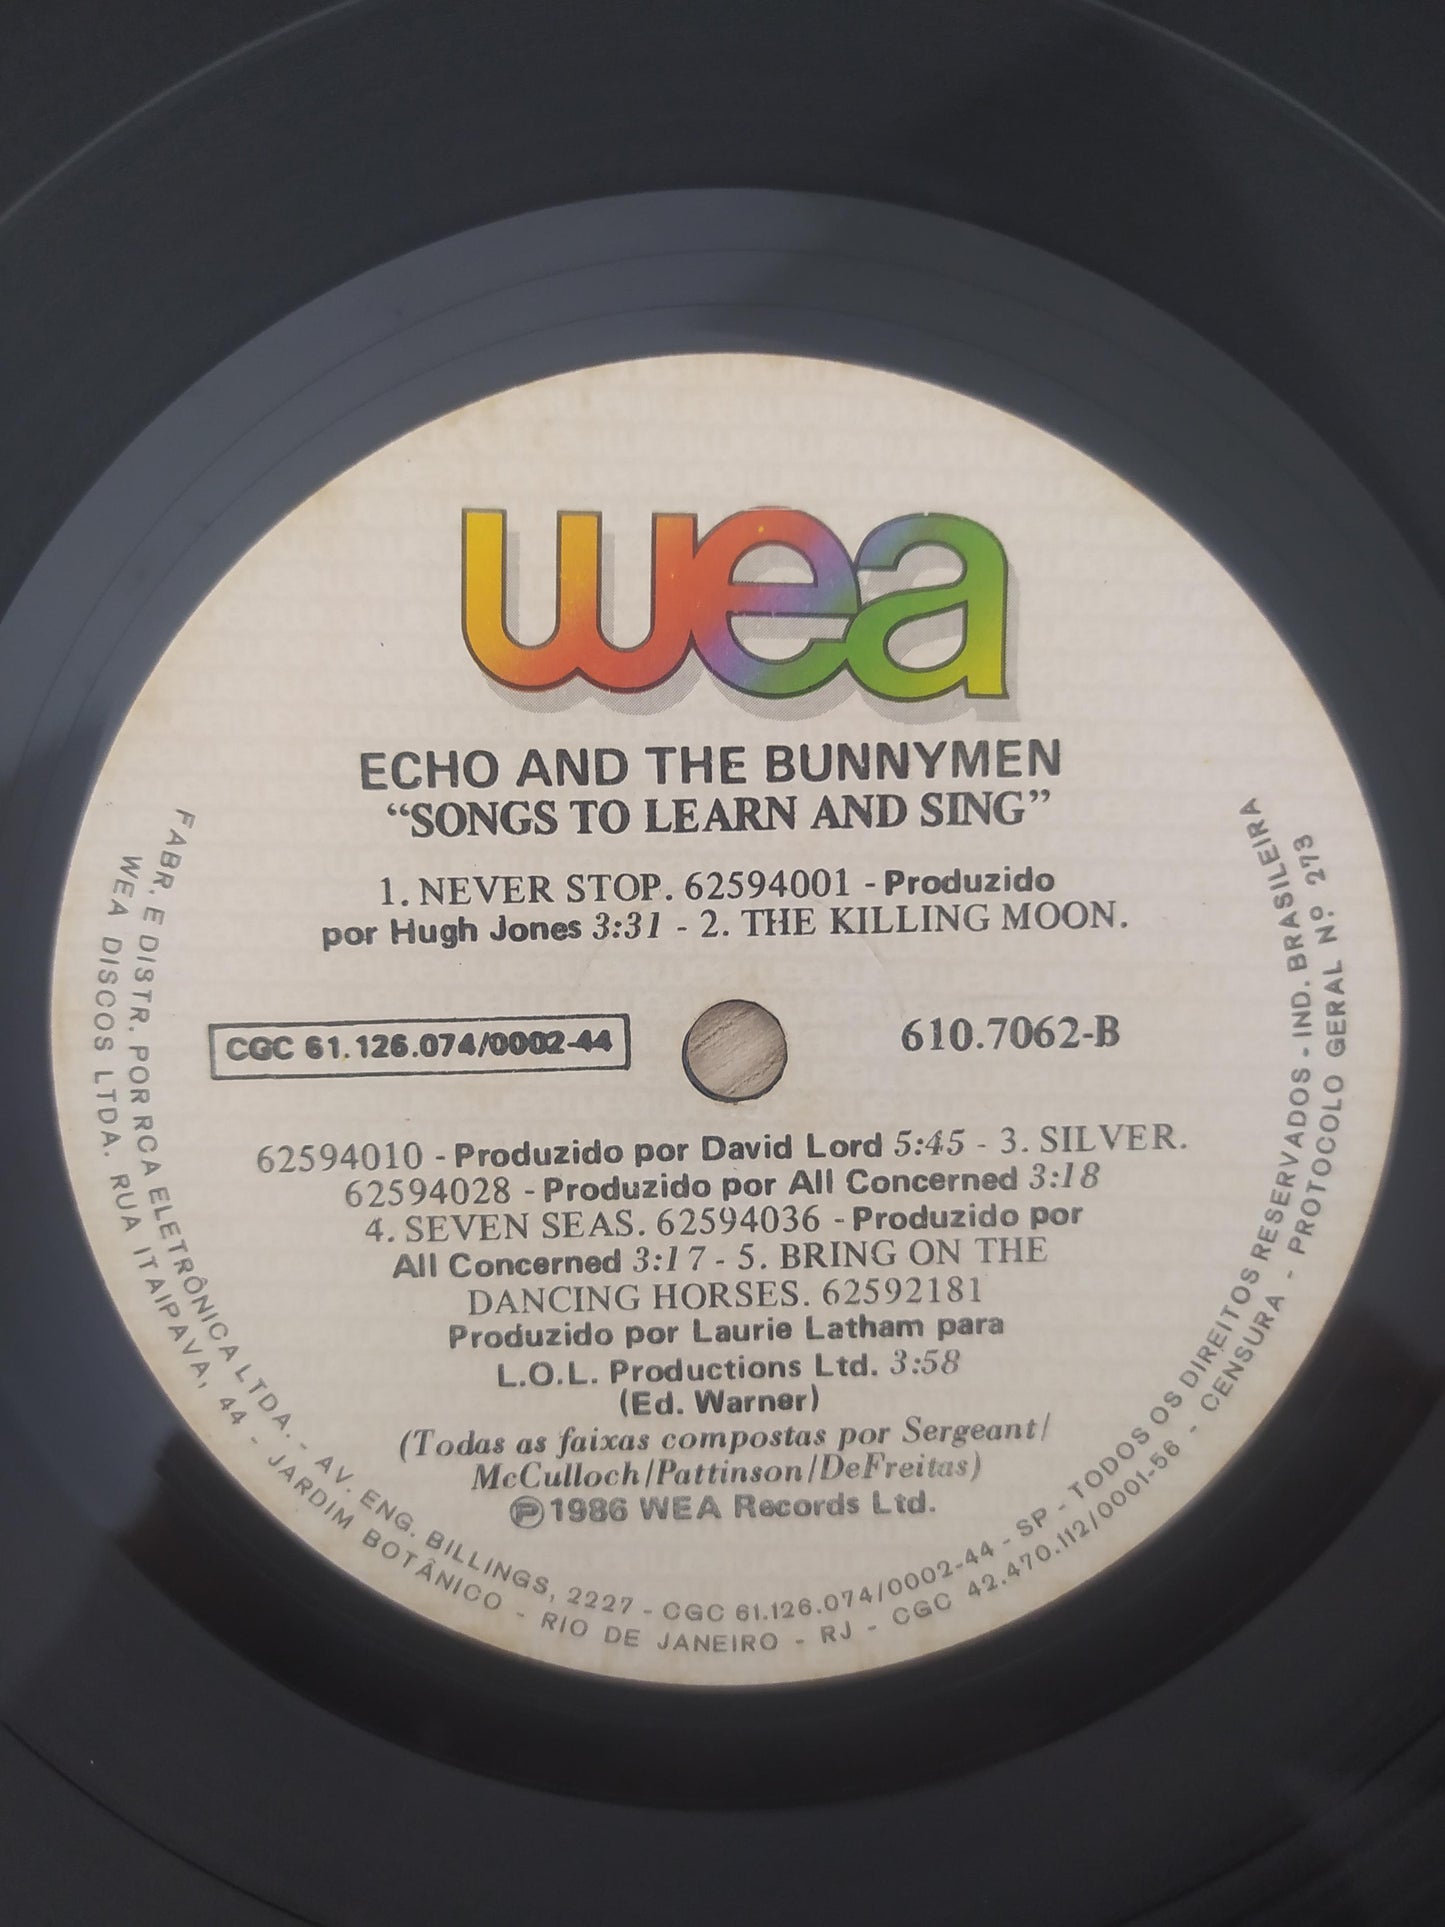 wea
ECHO AND THE BUNNYMEN
“SONGS TO LEARN AND SING”
1. NEVER STOP. 62594001 - Produzido
por Hugh Jones 3:31 - 2. THE KILLING MOON.
CGC 61.126.074/0002-44
610.7062-B
62594010 - Produzido por David Lord 5:45 - 3. SILVER.
62594028 - Produzido por All Concerned 3:18
4. SEVEN SEAS. 62594036 - Produzido por
All Concerned 3:17 - 5. BRING ON THE
DANCING HORSES. 62592181
Produzido por Laurie Latham para
L.O.L. Productions Ltd. 3:58
(Ed. Warner)
(Todas as faixas compostas por Sergeant/
McCulloch/Pattinson/DeFreitas)
Ⓟ1986 WEA Records Ltd.
FABR. E DISTR. POR RCA ELETRÔNICA LTDA. - AV. ENG. BILLINGS, 2227 - CGC 61.126.074/0002-44 - SP - TODOS OS DIREITOS RESERVADOS - IND. BRASILEIRA
WEA DISCOS LTDA. RUA ITAIPAVA, 44 - JARDIM BOTÂNICO - RIO DE JANEIRO - RJ - CGC 42.470.112/0001-56 - CENSURA - PROTOCOLO GERAL Nº 273